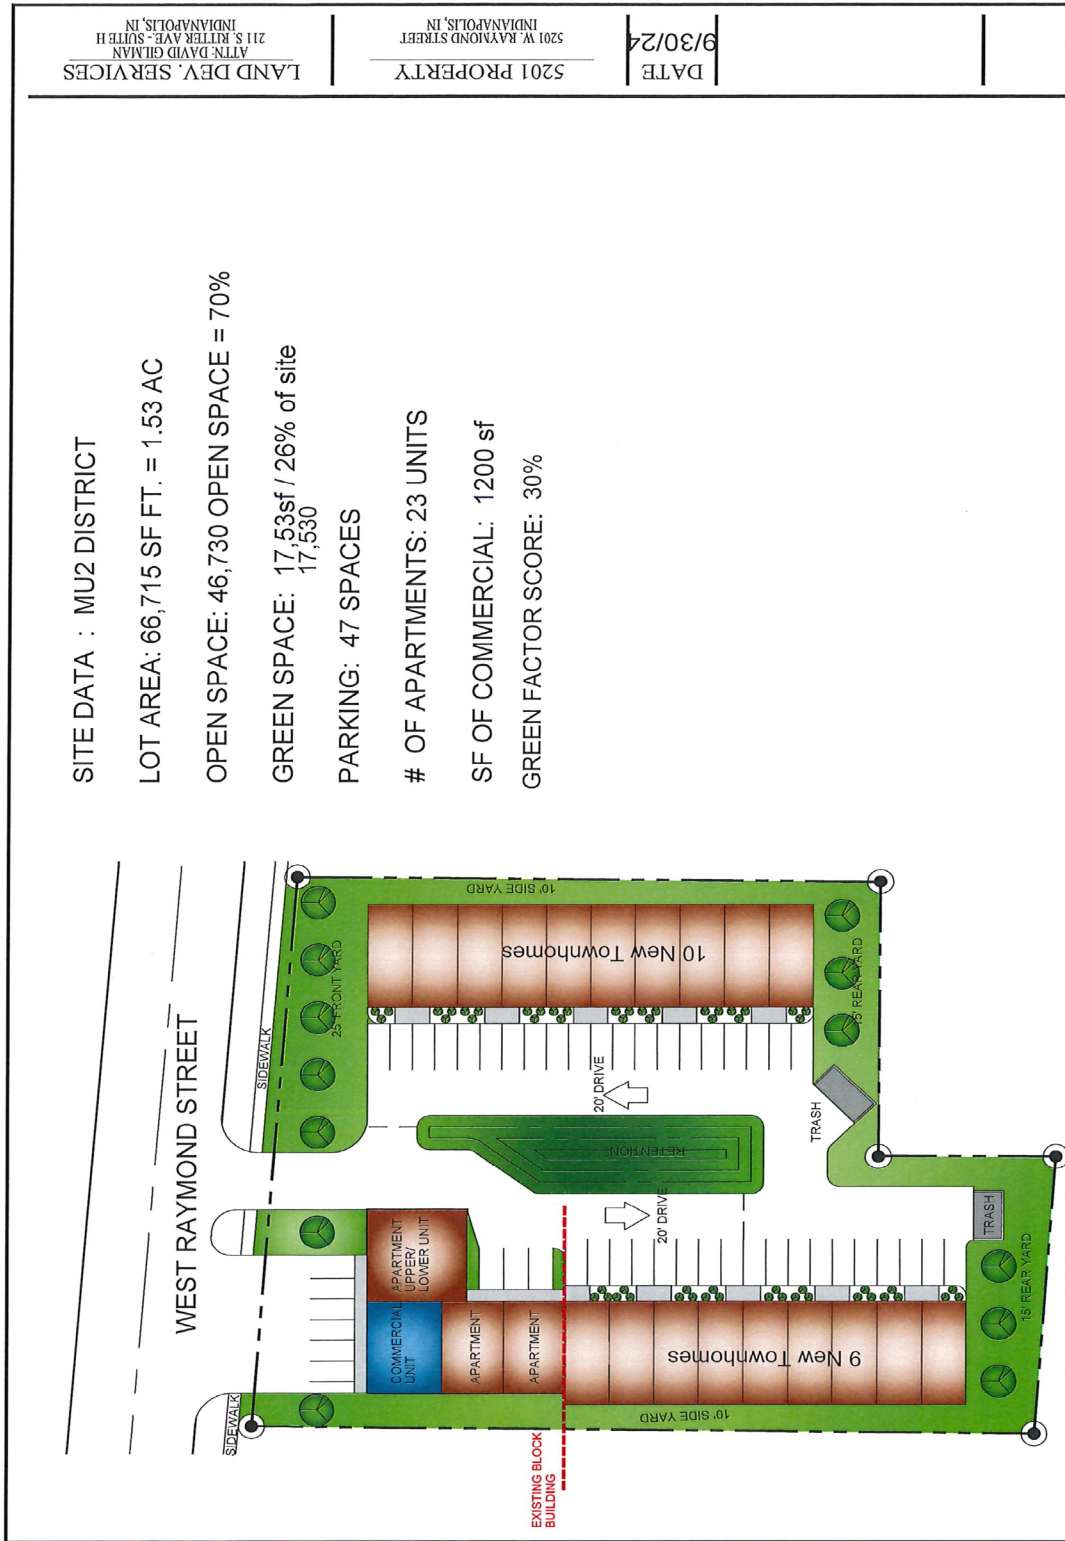 LAND DEV. SERVICES
ATTN: DAVID GILMAN
211 S. RITTER AVE. - SUITE H
INDIANAPOLIS, IN
5201 PROPERTY
5201 W. RAYMOND STREET
INDIANAPOLIS, IN
DATE
9/30/24
SITE DATA : MU2 DISTRICT
LOT AREA: 66,715 SF FT. = 1.53 AC
OPEN SPACE: 46,730 OPEN SPACE = 70%
GREEN SPACE: 17,53sf / 26% of site
17,530
PARKING: 47 SPACES
# OF APARTMENTS: 23 UNITS
SF OF COMMERCIAL: 1200 sf
GREEN FACTOR SCORE: 30%
WEST RAYMOND STREET
SIDEWALK
SIDEWALK
25' FRONT YARD
10' SIDE YARD
10 New Townhomes
15' REAR YARD
20' DRIVE
TRASH
RETENTION
20' DRIVE
TRASH
COMMERCIAL
UNIT
APARTMENT
UPPER/
LOWER UNIT
APARTMENT
APARTMENT
9 New Townhomes
10' SIDE YARD
15' REAR YARD
EXISTING BLOCK
BUILDING